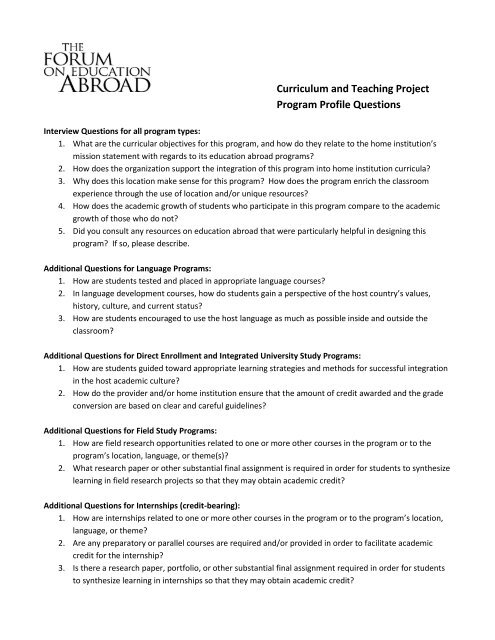 THE
FORUM
ON EDUCATION
ABROAD
Curriculum and Teaching Project
Program Profile Questions
Interview Questions for all program types:
1. What are the curricular objectives for this program, and how do they relate to the home institution's
mission statement with regards to its education abroad programs?
2. How does the organization support the integration of this program into home institution curricula?
3. Why does this location make sense for this program? How does the program enrich the classroom
experience through the use of location and/or unique resources?
4. How does the academic growth of students who participate in this program compare to the academic
growth of those who do not?
5. Did you consult any resources on education abroad that were particularly helpful in designing this
program? If so, please describe.
Additional Questions for Language Programs:
1. How are students tested and placed in appropriate language courses?
2. In language development courses, how do students gain a perspective of the host country's values,
history, culture, and current status?
3. How are students encouraged to use the host language as much as possible inside and outside the
classroom?
Additional Questions for Direct Enrollment and Integrated University Study Programs:
1. How are students guided toward appropriate learning strategies and methods for successful integration
in the host academic culture?
2. How do the provider and/or home institution ensure that the amount of credit awarded and the grade
conversion are based on clear and careful guidelines?
Additional Questions for Field Study Programs:
1. How are field research opportunities related to one or more other courses in the program or to the
program's location, language, or theme(s)?
2. What research paper or other substantial final assignment is required in order for students to synthesize
learning in field research projects so that they may obtain academic credit?
Additional Questions for Internships (credit-bearing):
1. How are internships related to one or more other courses in the program or to the program's location,
language, or theme?
2. Are any preparatory or parallel courses are required and/or provided in order to facilitate academic
credit for the internship?
3. Is there a research paper, portfolio, or other substantial final assignment required in order for students
to synthesize learning in internships so that they may obtain academic credit?